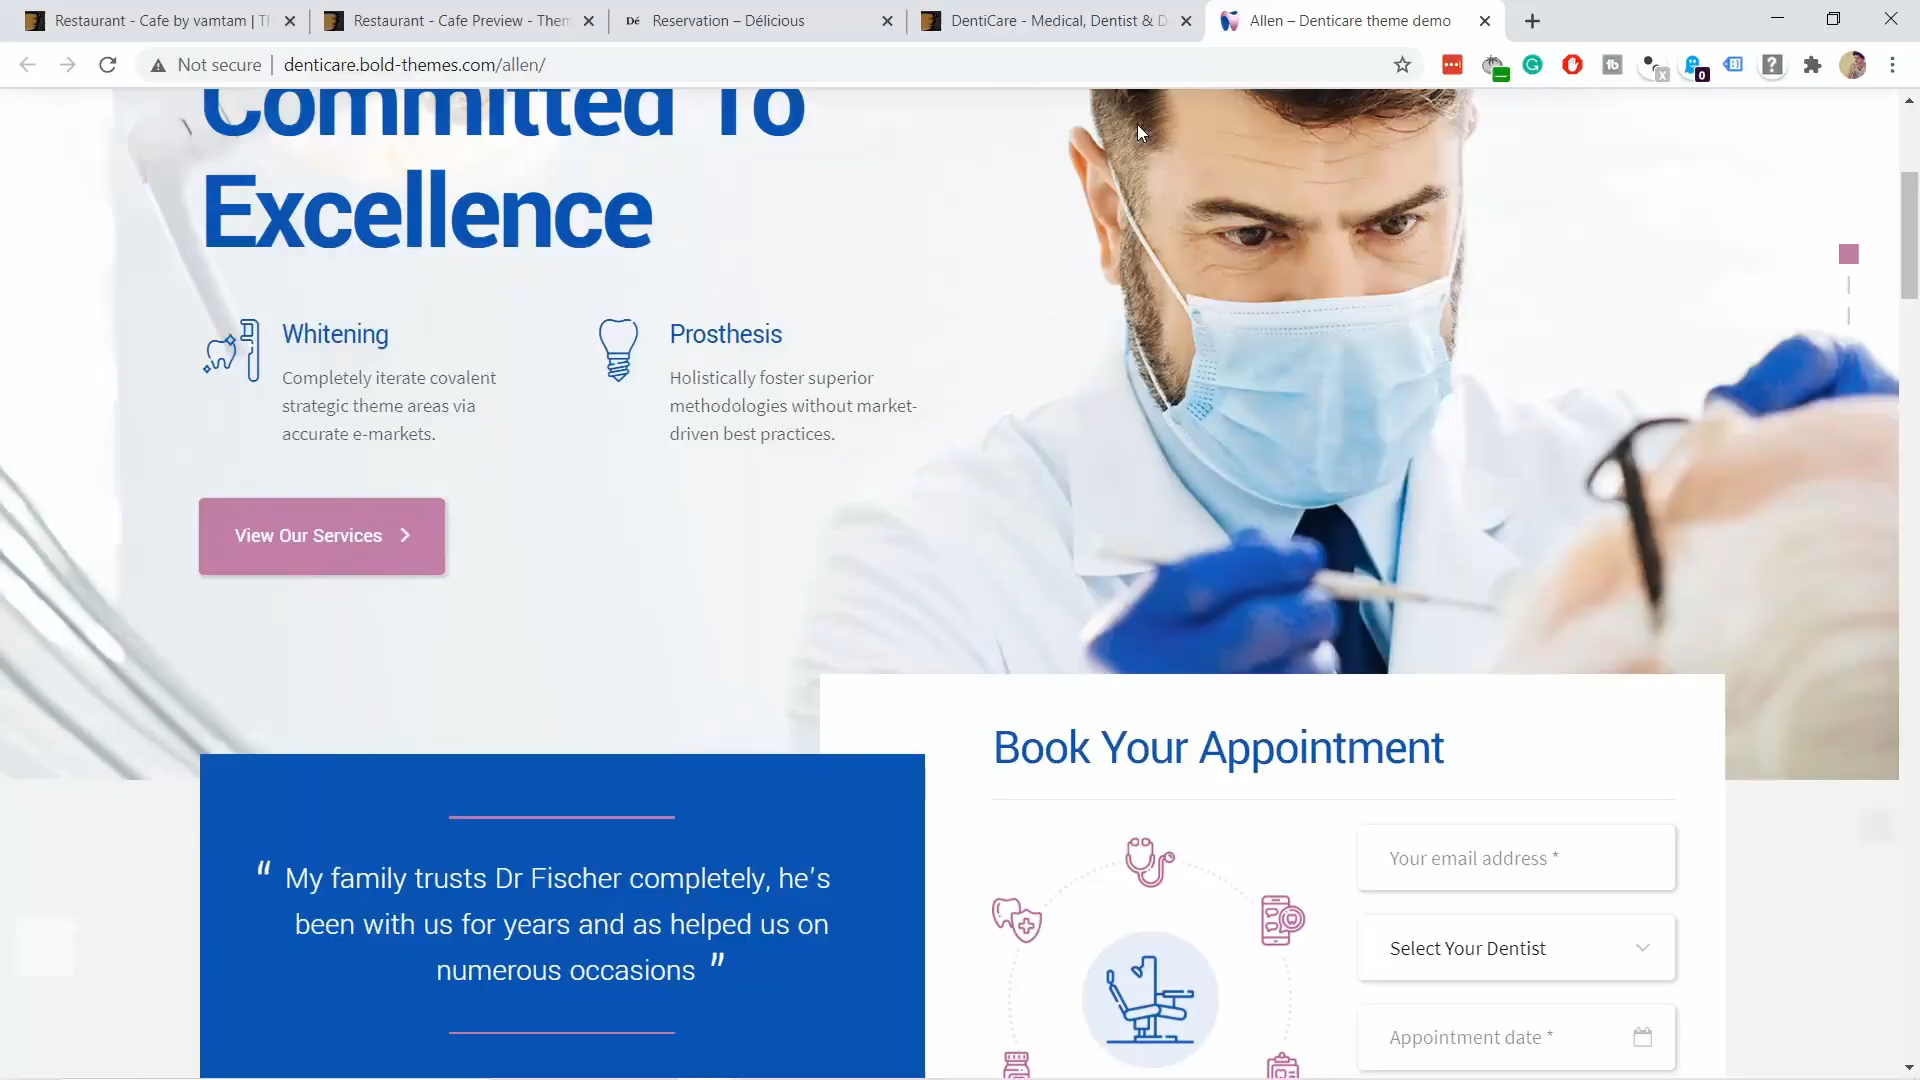 Restaurant - Cafe by vamtam | Th
Restaurant - Cafe Preview - Them
Dé Reservation – Délicious
DentiCare - Medical, Dentist & D
Allen – Denticare theme demo
Not secure | denticare.bold-themes.com/allen/
Committed To
Excellence
Whitening
Completely iterate covalent
strategic theme areas via
accurate e-markets.
Prosthesis
Holistically foster superior
methodologies without market-
driven best practices.
View Our Services
Book Your Appointment
“ My family trusts Dr Fischer completely, he’s
been with us for years and as helped us on
numerous occasions ”
Your email address *
Select Your Dentist
Appointment date *